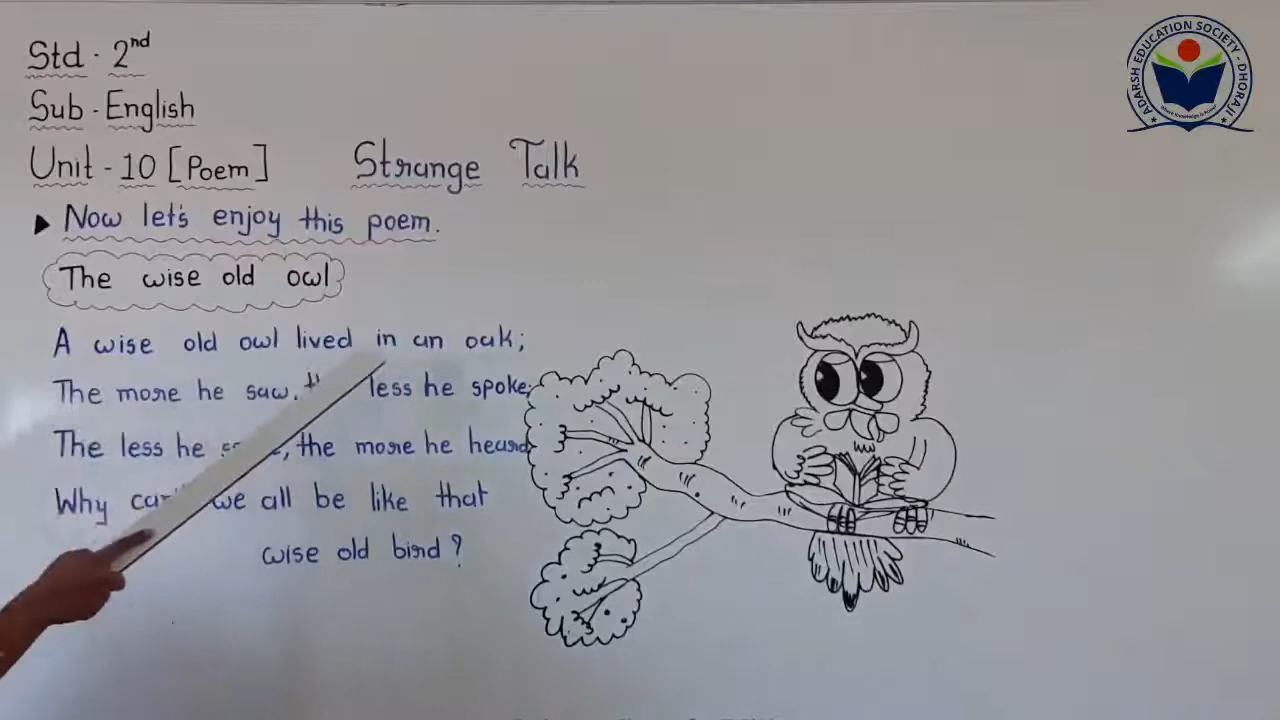 Std - 2nd
Sub - English
Unit - 10 [Poem] Strange Talk
Now let's enjoy this poem.
The wise old owl
A wise old owl lived in an oak;
The more he saw, less he spoke;
The less he the more he heard
Why we all be like that
wise old bird?
ADARSH EDUCATION SOCIETY - DHORAJI